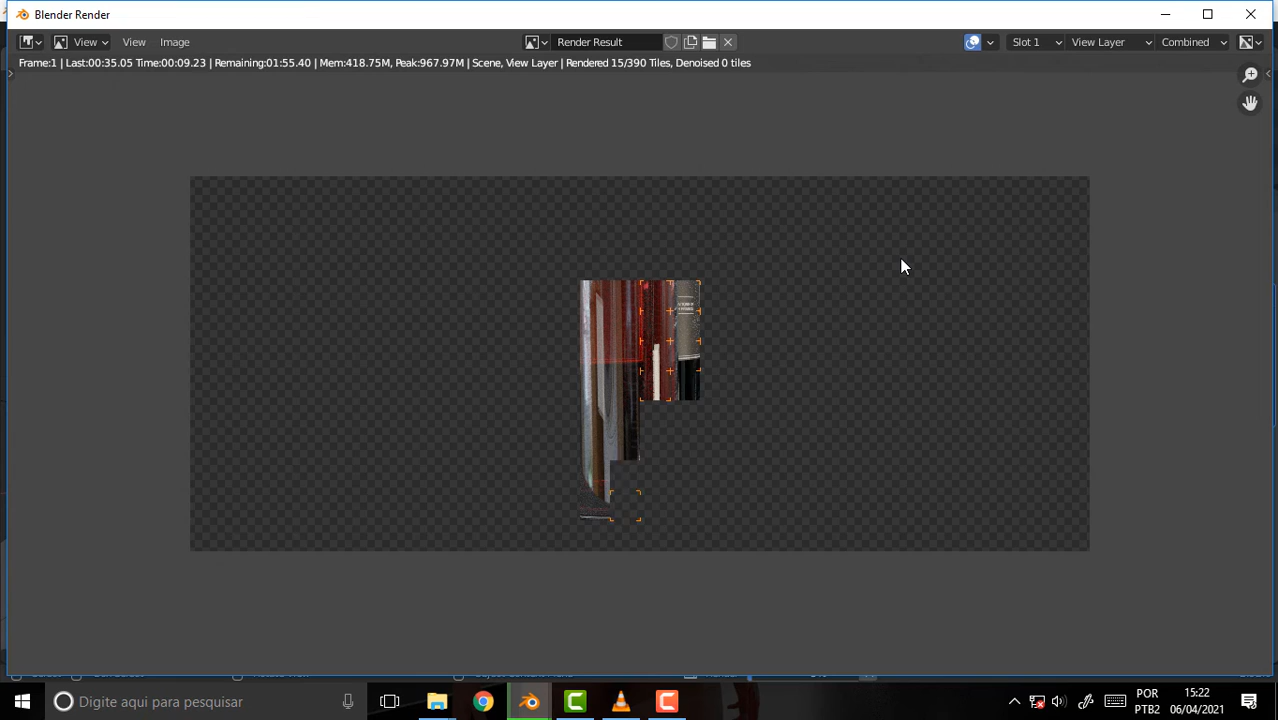 Blender Render
View
View
Image
Render Result
Slot 1
View Layer
Combined
Frame:1 | Last:00:35.05 Time:00:09.23 | Remaining:01:55.40 | Mem:418.75M, Peak:967.97M | Scene, View Layer | Rendered 15/390 Tiles, Denoised 0 tiles
Digite aqui para pesquisar
POR
PTB2
15:22
06/04/2021